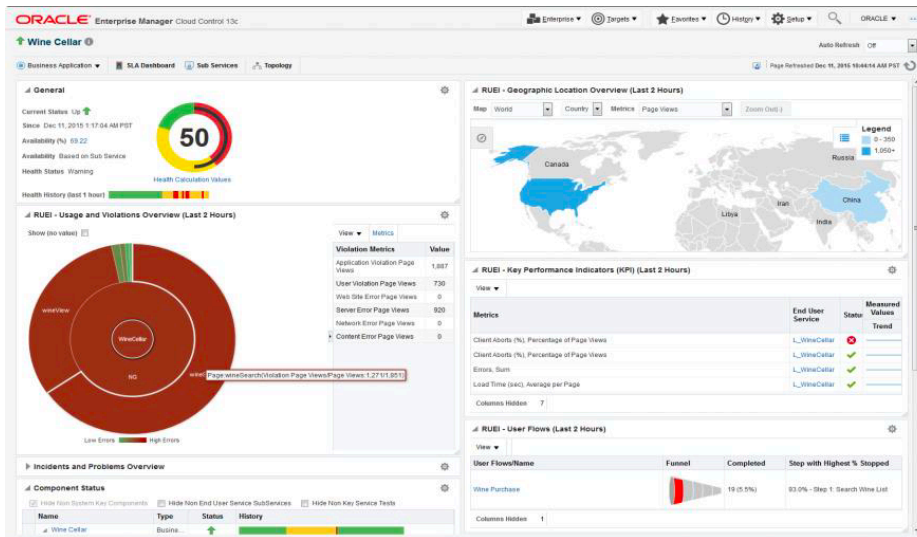 ORACLE Enterprise Manager Cloud Control 13c
Enterprise Targets Favorites History Setup ORACLE
Wine Cellar
Auto Refresh Off
Business Application SLA Dashboard Sub Services Topology
Page Refreshed Dec 11, 2015 10:44:14 AM PST
General
Current Status Up
Since Dec 11, 2015 1:17:04 AM PST
Availability (%) 69.22
Availability Based on Sub Service
Health Status Warning
50
Health Calculation Values
Health History (last 1 hour)
RUEI - Usage and Violations Overview (Last 2 Hours)
Show (no value)
wineView
WineCellar
NG
Page:wineSearch(Violation Page Views/Page Views:1,271/1,851)
Low Errors High Errors
View Metrics
Violation Metrics Value
Application Violation Page Views 1,887
User Violation Page Views 730
Web Site Error Page Views 0
Server Error Page Views 920
Network Error Page Views 0
Content Error Page Views 0
Incidents and Problems Overview
Component Status
Hide Non System Key Components Hide Non End User Service SubServices Hide Non Key Service Tests
Name Type Status History
Wine Cellar Busine...
RUEI - Geographic Location Overview (Last 2 Hours)
Map World Country Metrics Page Views Zoom Out(-)
Legend
0 - 350
1,050+
Canada
Russia
China
Iran
India
Libya
RUEI - Key Performance Indicators (KPI) (Last 2 Hours)
View
Metrics End User Service Status Measured Values
Trend
Client Aborts (%), Percentage of Page Views L_WineCellar
Client Aborts (%), Percentage of Page Views L_WineCellar
Errors, Sum L_WineCellar
Load Time (sec), Average per Page L_WineCellar
Columns Hidden 7
RUEI - User Flows (Last 2 Hours)
View
User Flows/Name Funnel Completed Step with Highest % Stopped
Wine Purchase 19 (5.5%) 83.0% - Step 1: Search Wine List
Columns Hidden 1